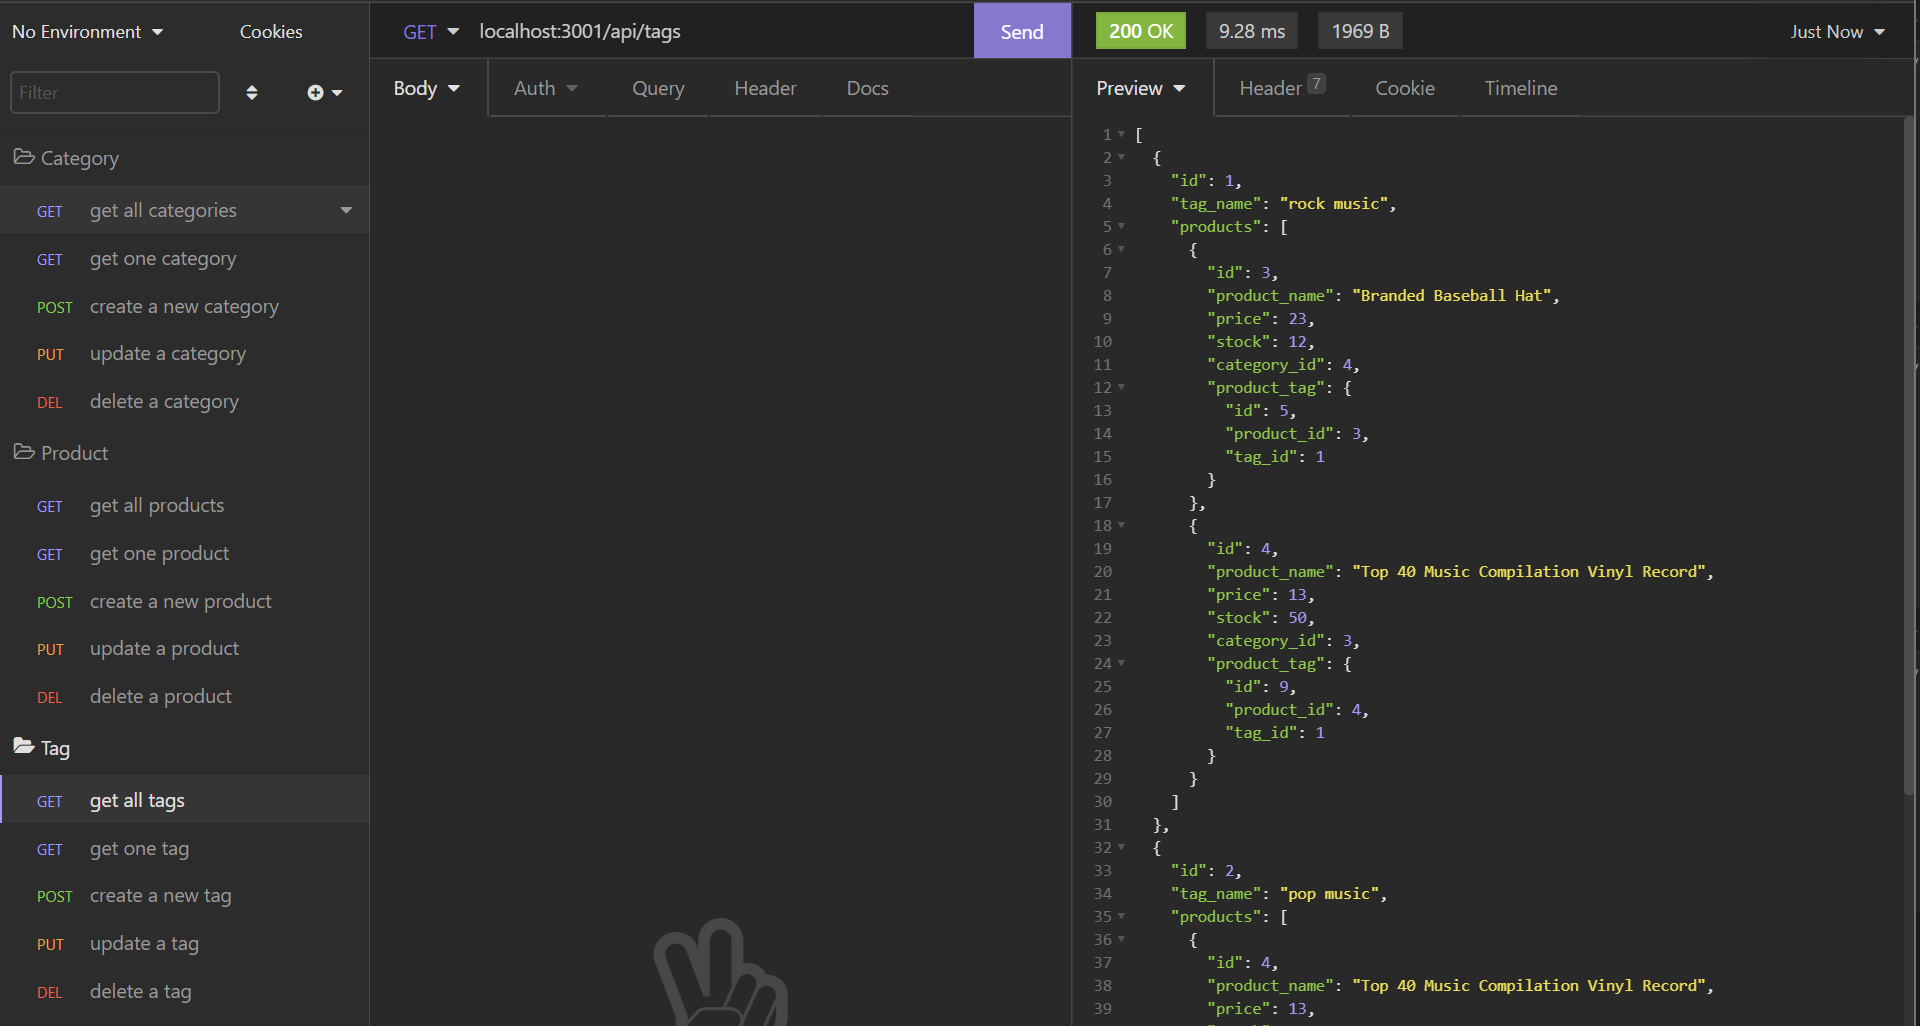 No Environment
Cookies
Filter
Category
GET get all categories
GET get one category
POST create a new category
PUT update a category
DEL delete a category
Product
GET get all products
GET get one product
POST create a new product
PUT update a product
DEL delete a product
Tag
GET get all tags
GET get one tag
POST create a new tag
PUT update a tag
DEL delete a tag
GET localhost:3001/api/tags Send
Body Auth Query Header Docs
200 OK 9.28 ms 1969 B Just Now
Preview Header 7 Cookie Timeline
1 [
2 {
3 "id": 1,
4 "tag_name": "rock music",
5 "products": [
6 {
7 "id": 3,
8 "product_name": "Branded Baseball Hat",
9 "price": 23,
10 "stock": 12,
11 "category_id": 4,
12 "product_tag": {
13 "id": 5,
14 "product_id": 3,
15 "tag_id": 1
16 }
17 },
18 {
19 "id": 4,
20 "product_name": "Top 40 Music Compilation Vinyl Record",
21 "price": 13,
22 "stock": 50,
23 "category_id": 3,
24 "product_tag": {
25 "id": 9,
26 "product_id": 4,
27 "tag_id": 1
28 }
29 }
30 ]
31 },
32 {
33 "id": 2,
34 "tag_name": "pop music",
35 "products": [
36 {
37 "id": 4,
38 "product_name": "Top 40 Music Compilation Vinyl Record",
39 "price": 13,